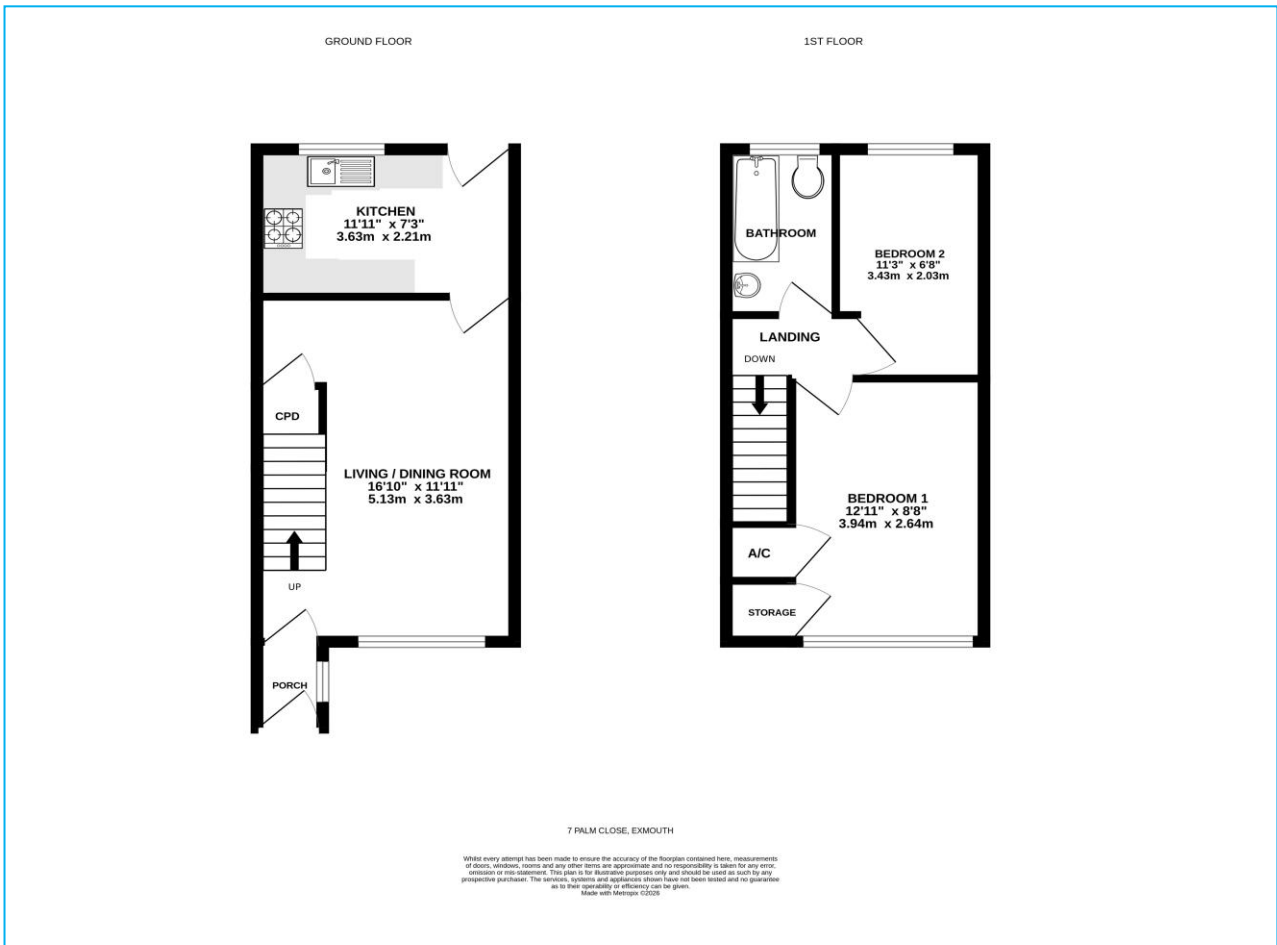 GROUND FLOOR
1ST FLOOR
KITCHEN
11'11" x 7'3"
3.63m x 2.21m
CPD
LIVING / DINING ROOM
16'10" x 11'11"
5.13m x 3.63m
UP
PORCH
BATHROOM
BEDROOM 2
11'3" x 6'8"
3.43m x 2.03m
LANDING
DOWN
BEDROOM 1
12'11" x 8'8"
3.94m x 2.64m
A/C
STORAGE
7 PALM CLOSE, EXMOUTH
Whilst every attempt has been made to ensure the accuracy of the floorplan contained here, measurements
of doors, windows, rooms and any other items are approximate and no responsibility is taken for any error,
omission or mis-statement. This plan is for illustrative purposes only and should be used as such by any
prospective purchaser. The services, systems and appliances shown have not been tested and no guarantee
as to their operability or efficiency can be given.
Made with Metropix ©2026